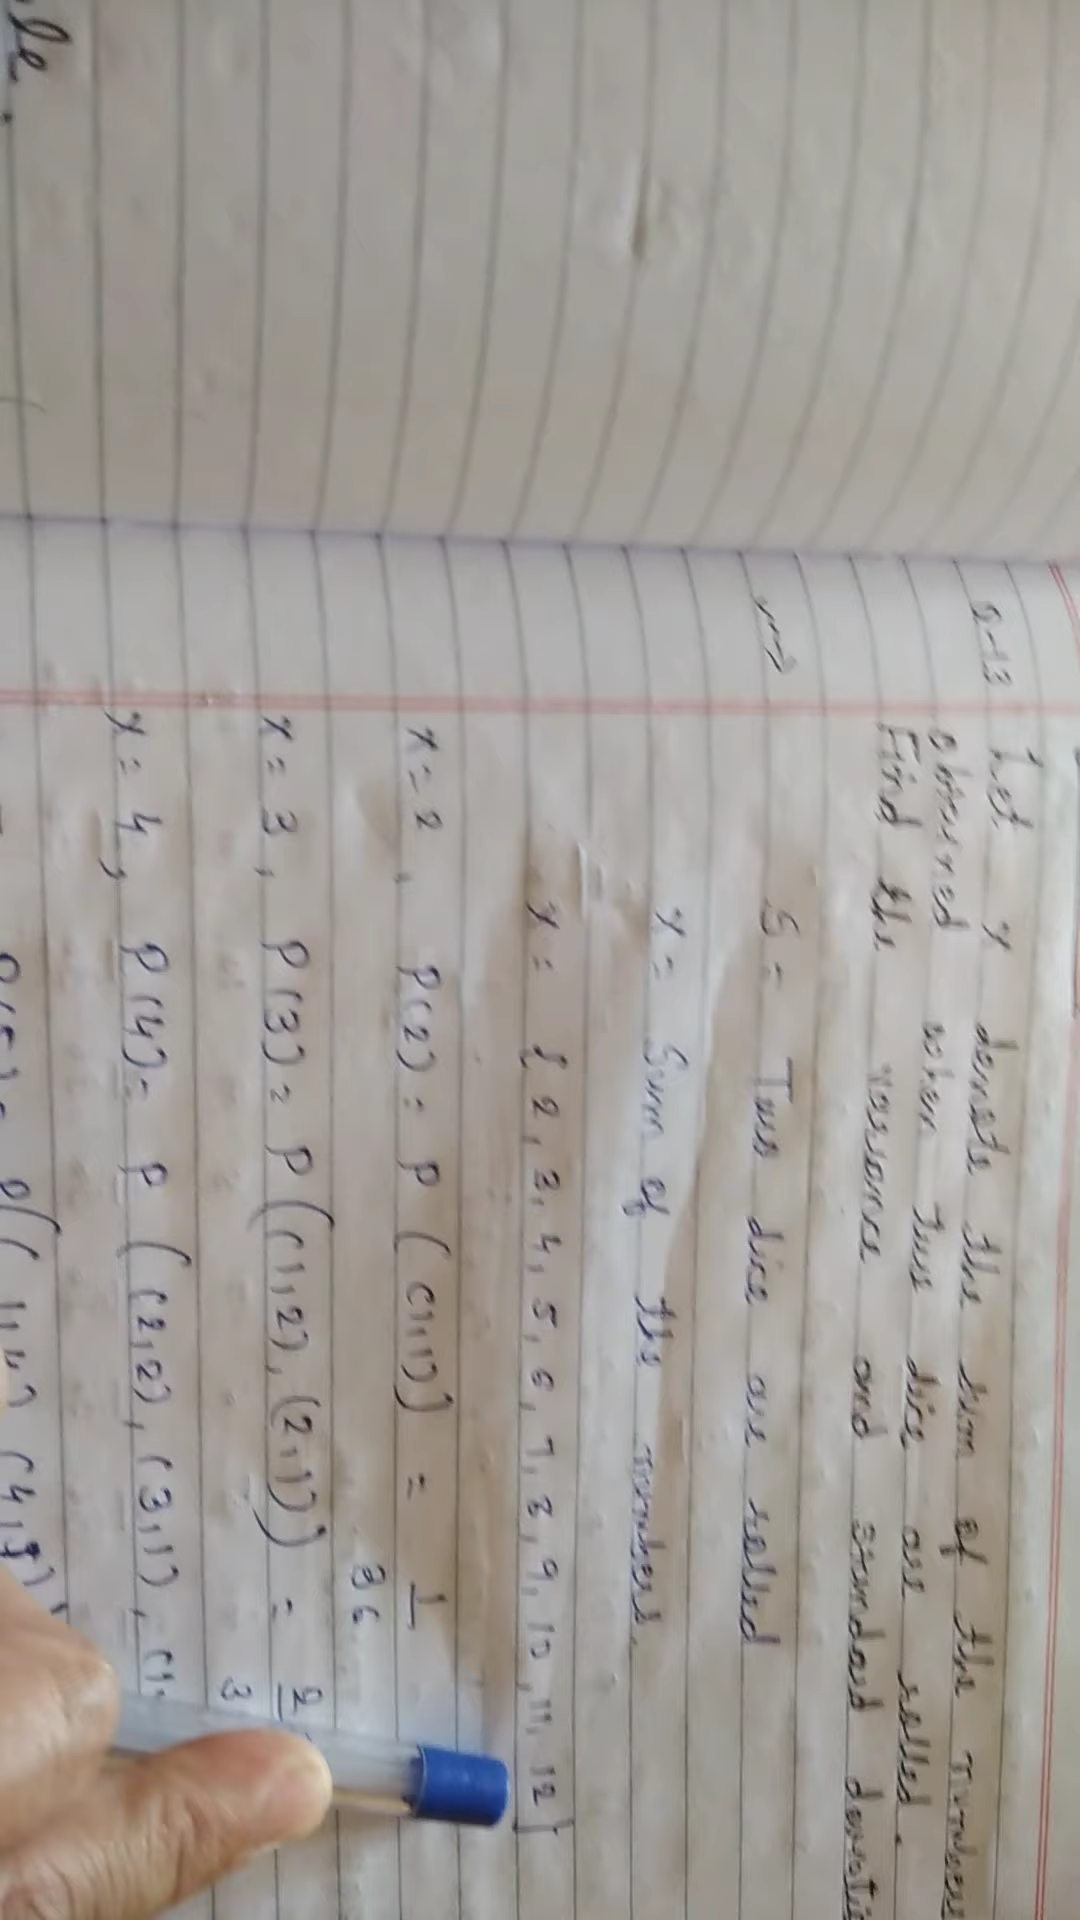 Q-13 Let X denote the sum of the numbers
obtained when two dice are rolled.
Find the variance and standard deviatio
S = Two dice are rolled
X = Sum of the numbers.
X = { 2, 3, 4, 5, 6, 7, 8, 9, 10, 11, 12 }
X = 2, P(2) = P ((1,1)) = 1/36
X = 3, P(3) = P((1,2), (2,1)) = 2/3
X = 4, P(4) = P ((2,2), (3,1), (1,